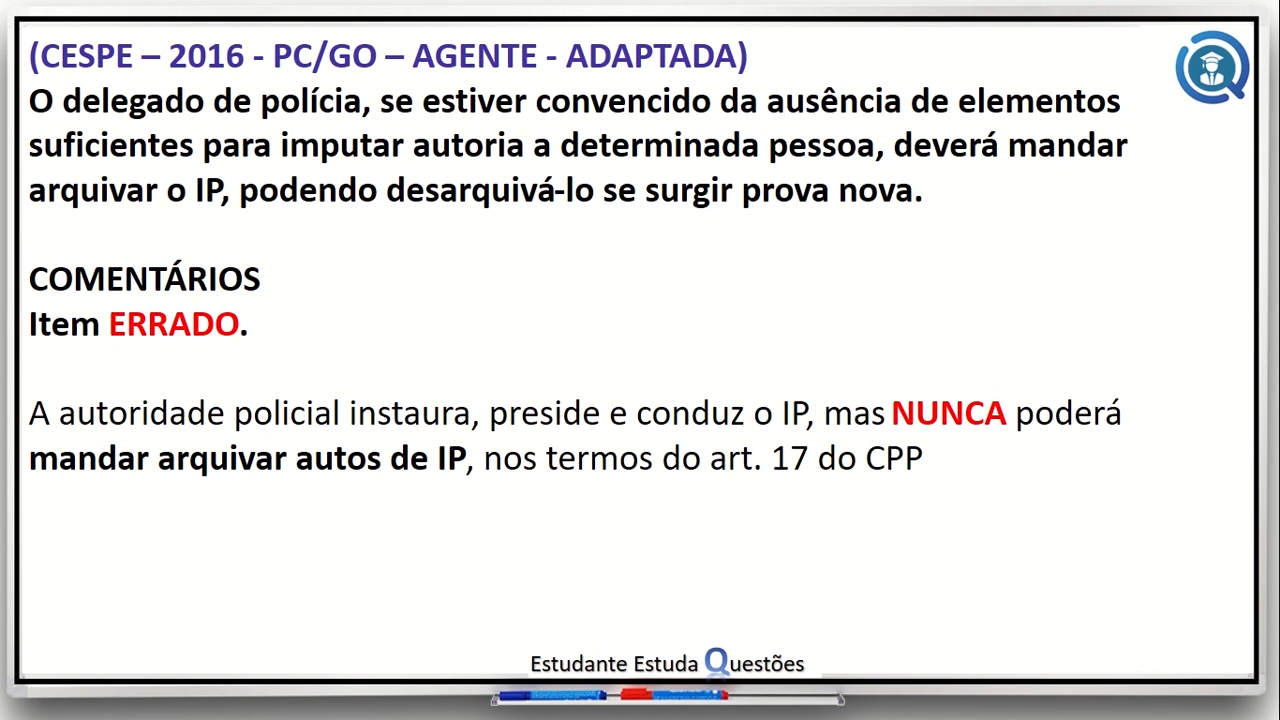 (CESPE – 2016 - PC/GO – AGENTE - ADAPTADA)
O delegado de polícia, se estiver convencido da ausência de elementos
suficientes para imputar autoria a determinada pessoa, deverá mandar
arquivar o IP, podendo desarquivá-lo se surgir prova nova.
COMENTÁRIOS
Item ERRADO.
A autoridade policial instaura, preside e conduz o IP, mas NUNCA poderá
mandar arquivar autos de IP, nos termos do art. 17 do CPP
Estudante Estuda Questões